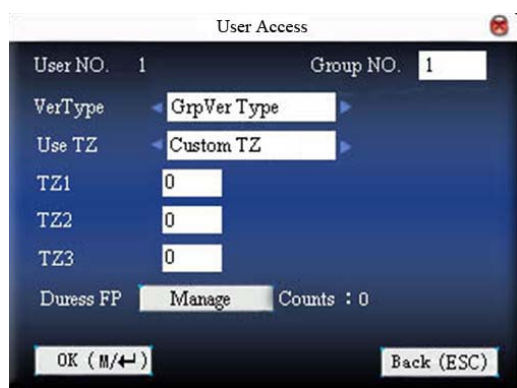 User Access
User NO. 1 Group NO. 1
VerType GrpVer Type
Use TZ Custom TZ
TZ1 0
TZ2 0
TZ3 0
Duress FP Manage Counts : 0
OK (M/↵) Back (ESC)